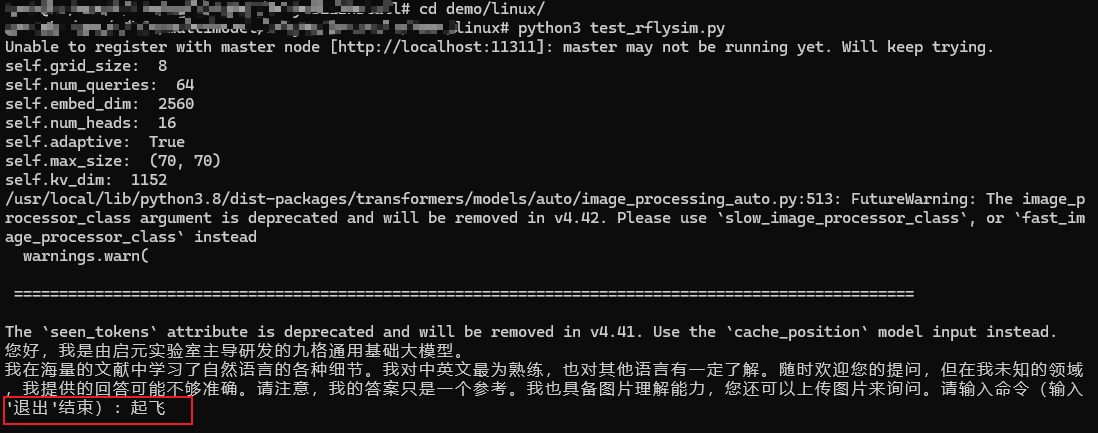 # cd demo/linux/
linux# python3 test_rflysim.py
Unable to register with master node [http://localhost:11311]: master may not be running yet. Will keep trying.
self.grid_size:  8
self.num_queries:  64
self.embed_dim:  2560
self.num_heads:  16
self.adaptive:  True
self.max_size:  (70, 70)
self.kv_dim:  1152
/usr/local/lib/python3.8/dist-packages/transformers/models/auto/image_processing_auto.py:513: FutureWarning: The image_p
rocessor_class argument is deprecated and will be removed in v4.42. Please use `slow_image_processor_class`, or `fast_im
age_processor_class` instead
  warnings.warn(
====================================================================================================
The `seen_tokens` attribute is deprecated and will be removed in v4.41. Use the `cache_position` model input instead.
您好，我是由启元实验室主导研发的九格通用基础大模型。
我在海量的文献中学习了自然语言的各种细节。我对中英文最为熟练，也对其他语言有一定了解。随时欢迎您的提问，但在我未知的领域
，我提供的回答可能不够准确。请注意，我的答案只是一个参考。我也具备图片理解能力，您还可以上传图片来询问。请输入命令（输入
'退出'结束）: 起飞